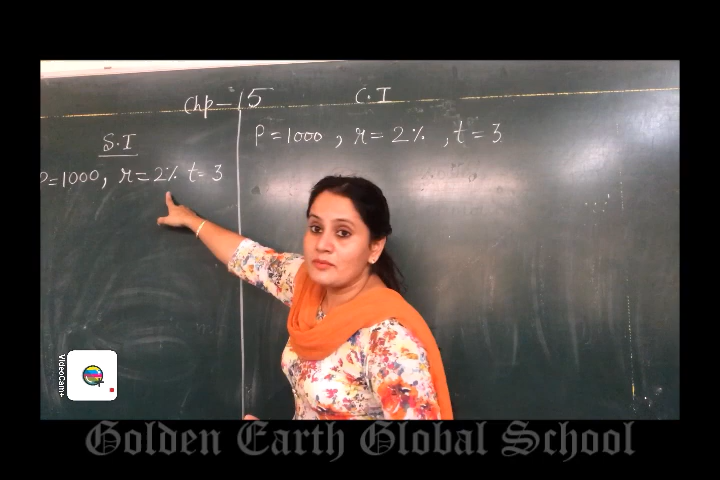 Chp-15
C.I
S.I
P=1000, r=2% t=3
P=1000, r=2%, t=3
VideoCam+
Golden Earth Global School